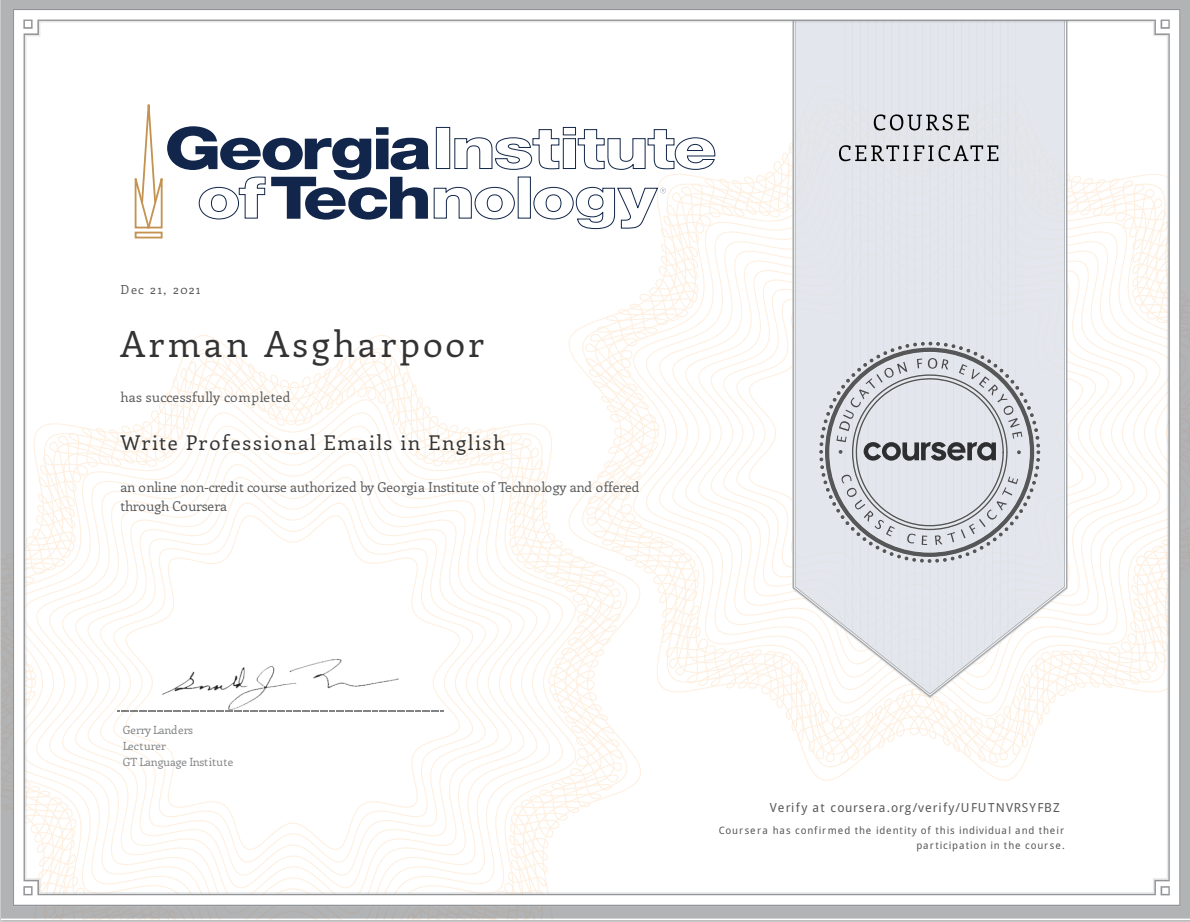 Georgia Institute
of Technology®
COURSE
CERTIFICATE
Dec 21, 2021
Arman Asgharpoor
has successfully completed
Write Professional Emails in English
an online non-credit course authorized by Georgia Institute of Technology and offered
through Coursera
EDUCATION FOR EVERYONE
coursera
COURSE CERTIFICATE
Gerry Landers
Lecturer
GT Language Institute
Verify at coursera.org/verify/UFUTNVRSYFBZ
Coursera has confirmed the identity of this individual and their
participation in the course.